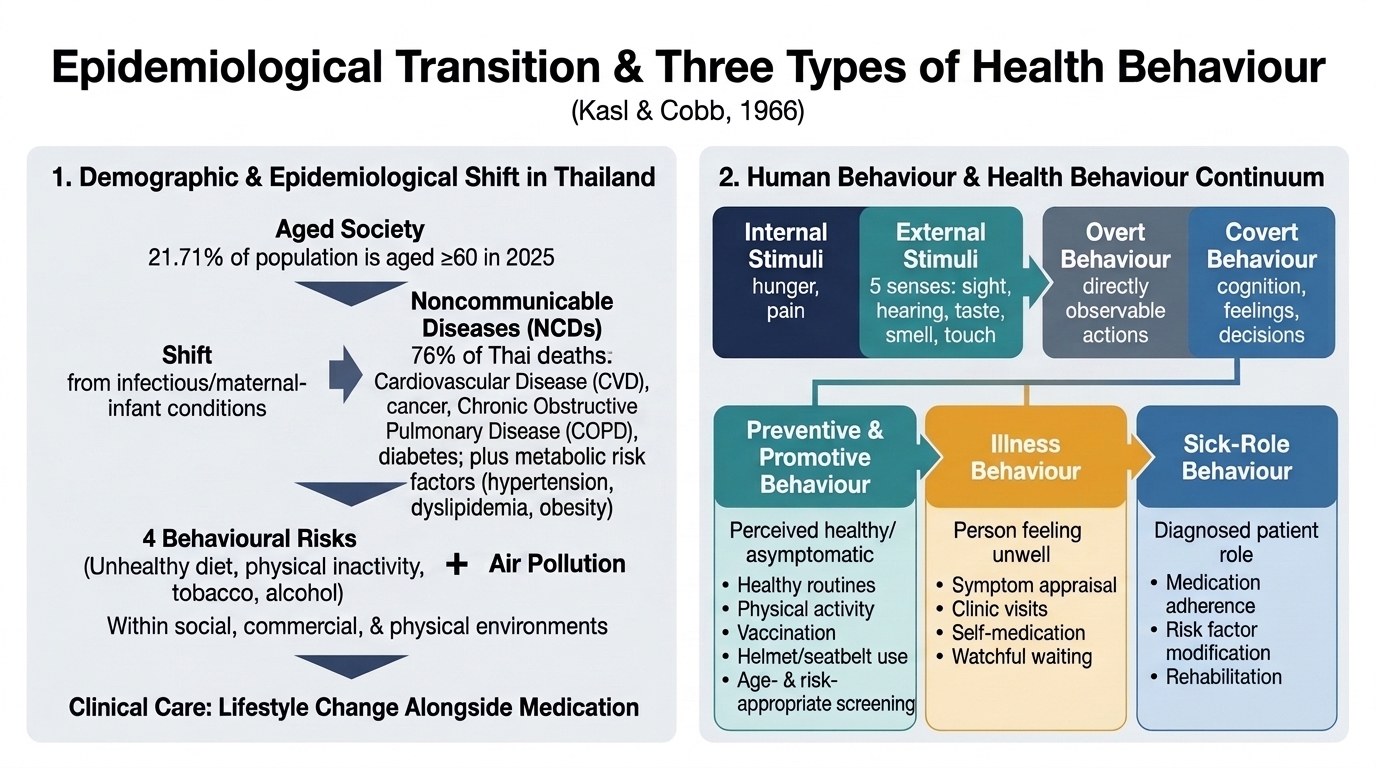 Epidemiological Transition & Three Types of Health Behaviour
(Kasl & Cobb, 1966)
1. Demographic & Epidemiological Shift in Thailand
Aged Society
21.71% of population is aged ≥60 in 2025
Shift
from infectious/maternal-
infant conditions
Noncommunicable
Diseases (NCDs)
76% of Thai deaths.
Cardiovascular Disease (CVD),
cancer, Chronic Obstructive
Pulmonary Disease (COPD),
diabetes; plus metabolic risk
factors (hypertension,
dyslipidemia, obesity)
4 Behavioural Risks
(Unhealthy diet, physical inactivity,
tobacco, alcohol)
+ Air Pollution
Within social, commercial, & physical environments
Clinical Care: Lifestyle Change Alongside Medication
2. Human Behaviour & Health Behaviour Continuum
Internal
Stimuli
hunger,
pain
External
Stimuli
5 senses: sight,
hearing, taste,
smell, touch
Overt
Behaviour
directly
observable
actions
Covert
Behaviour
cognition,
feelings,
decisions
Preventive &
Promotive
Behaviour
Perceived healthy/
asymptomatic
• Healthy routines
• Physical activity
• Vaccination
• Helmet/seatbelt use
• Age- & risk-
appropriate screening
Illness
Behaviour
Person feeling
unwell
• Symptom appraisal
• Clinic visits
• Self-medication
• Watchful waiting
Sick-Role
Behaviour
Diagnosed patient
role
• Medication
adherence
• Risk factor
modification
• Rehabilitation